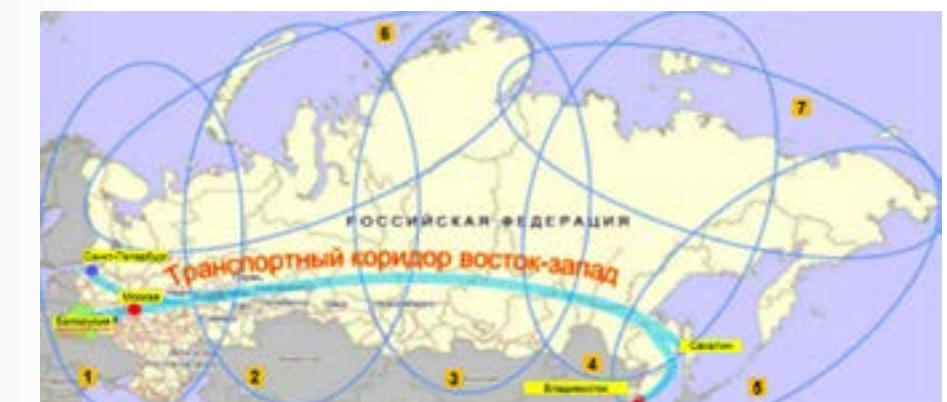 6
7
РОССИЙСКАЯ ФЕДЕРАЦИЯ
Санкт-Петербург
Транспортный коридор восток-запад
Москва
Сахалин
1
2
3
4
Владивосток
5